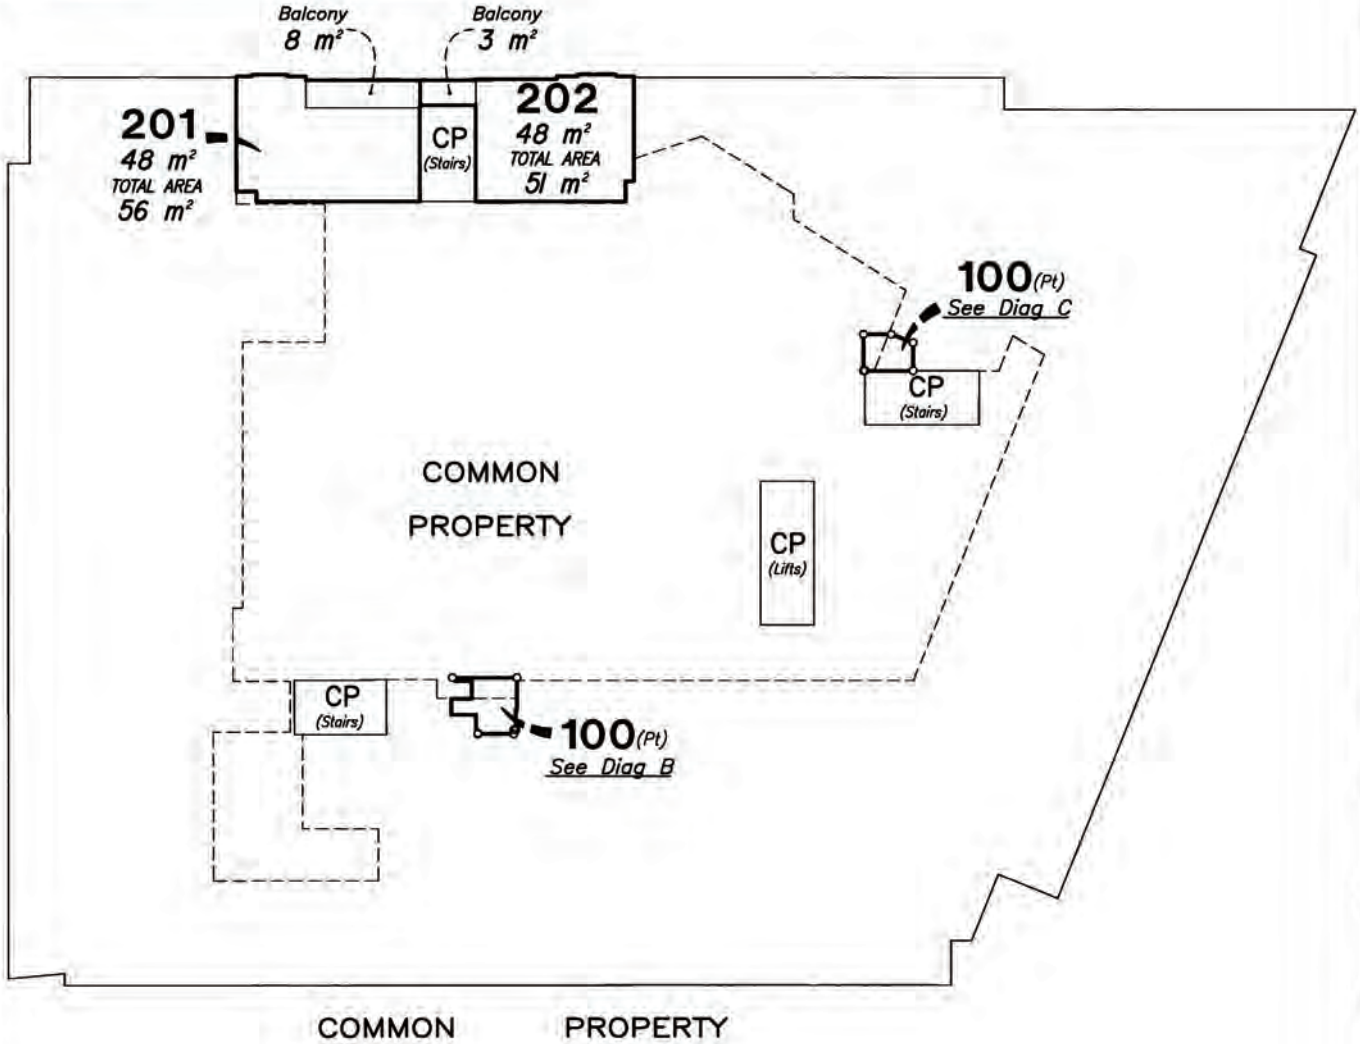 Balcony
8 m²
Balcony
3 m²
201
48 m²
TOTAL AREA
56 m²
CP
(Stairs)
202
48 m²
TOTAL AREA
51 m²
100(Pt)
See Diag C
CP
(Stairs)
COMMON
PROPERTY
CP
(Lifts)
CP
(Stairs)
100(Pt)
See Diag B
COMMON PROPERTY